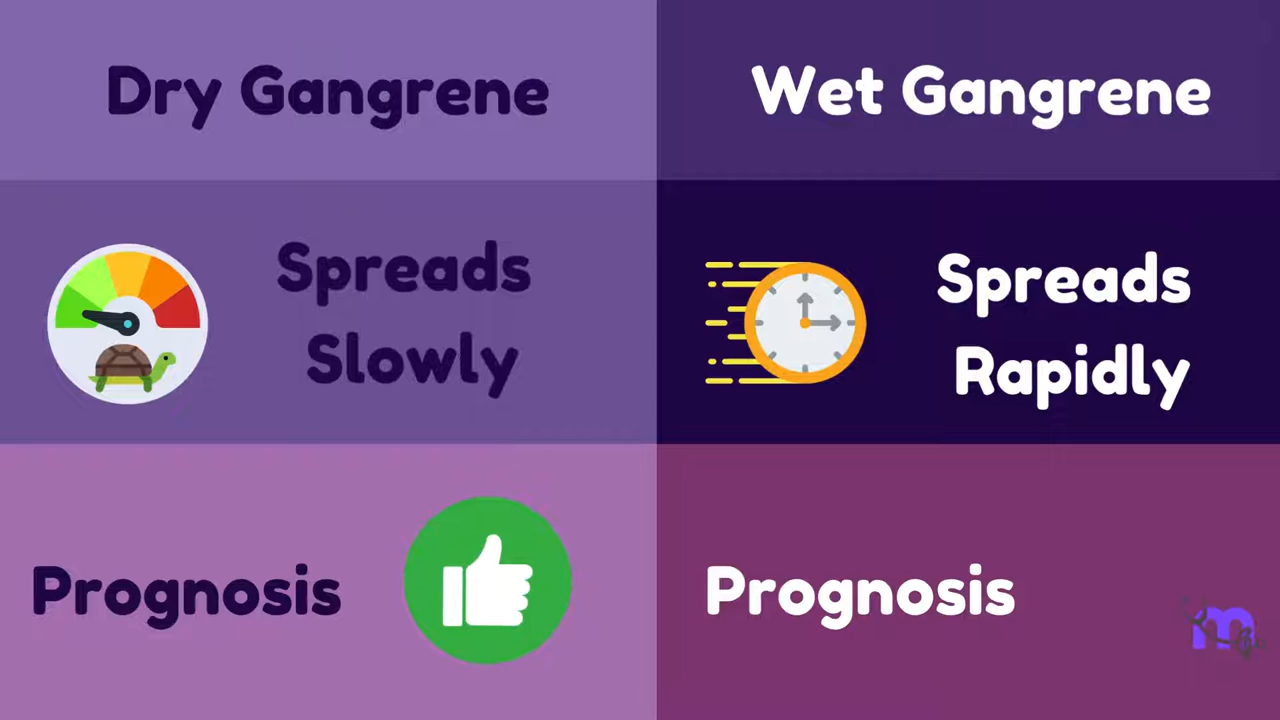 Dry Gangrene
Wet Gangrene
Spreads
Slowly
Spreads
Rapidly
Prognosis
Prognosis